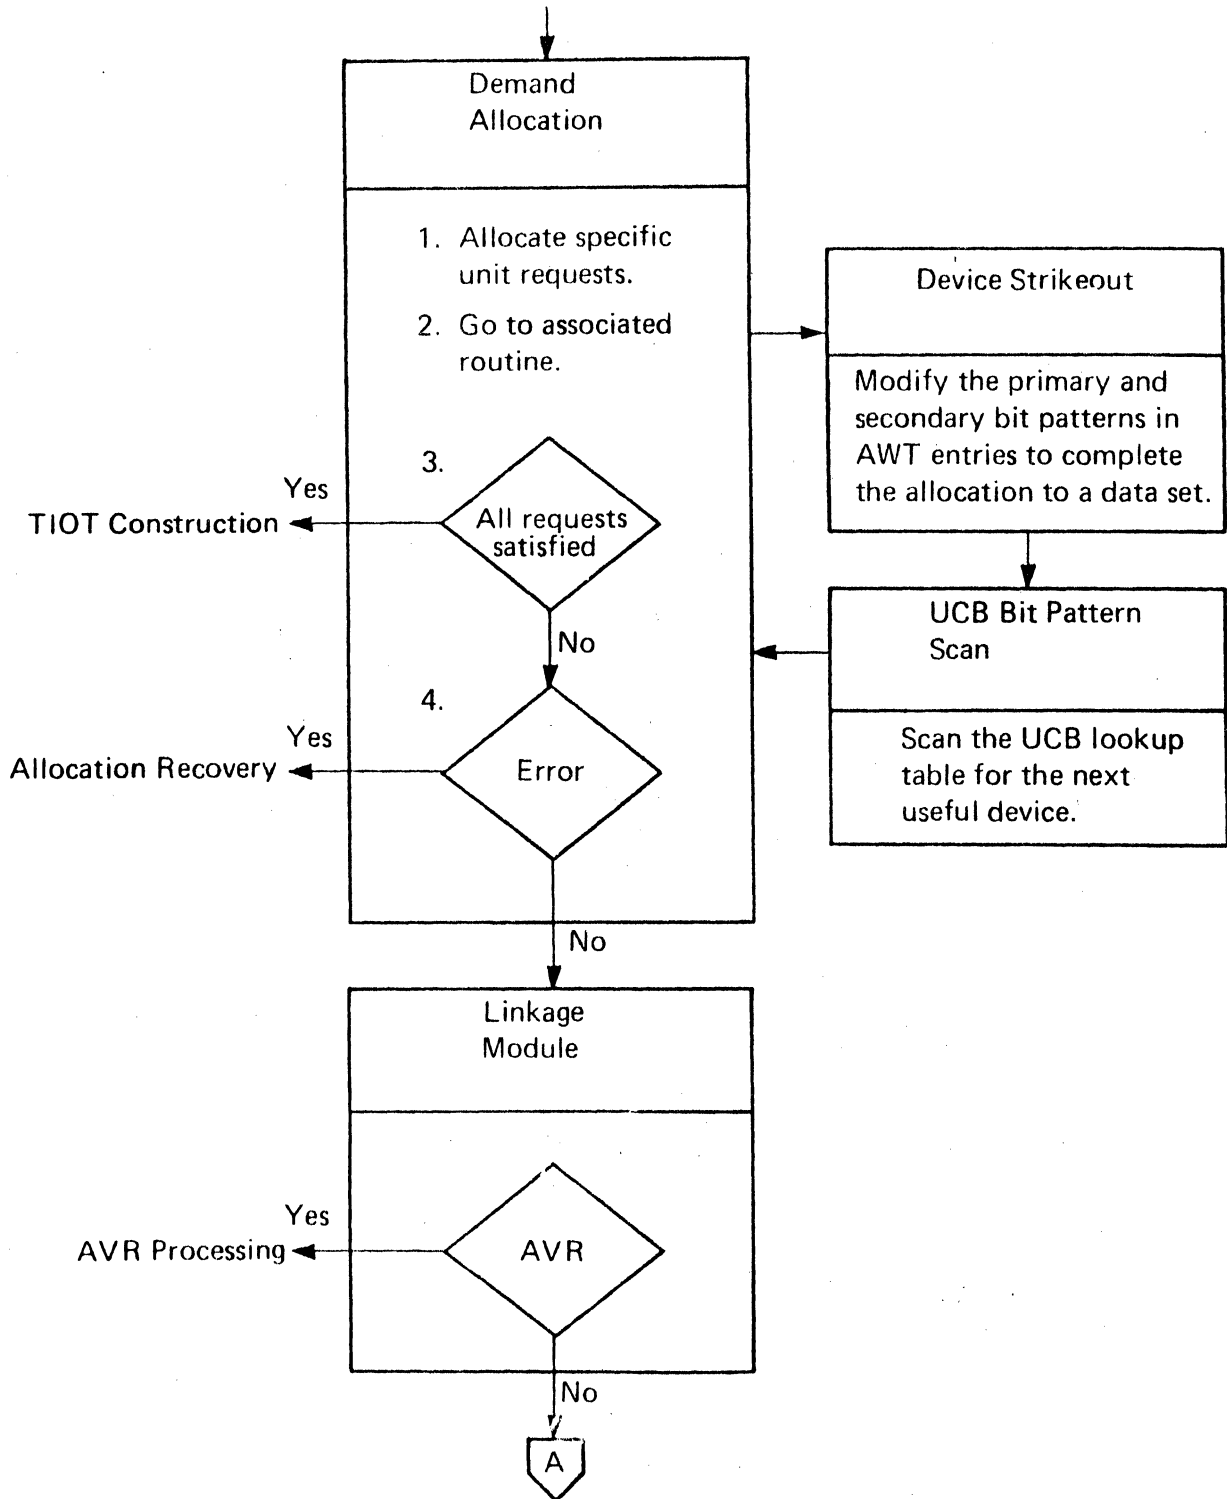 Demand
Allocation
1. Allocate specific
unit requests.
2. Go to associated
routine.
3.
All requests
satisfied
Yes
TIOT Construction
No
4.
Error
Yes
Allocation Recovery
No
Device Strikeout
Modify the primary and
secondary bit patterns in
AWT entries to complete
the allocation to a data set.
UCB Bit Pattern
Scan
Scan the UCB lookup
table for the next
useful device.
Linkage
Module
AVR
Yes
AVR Processing
No
A